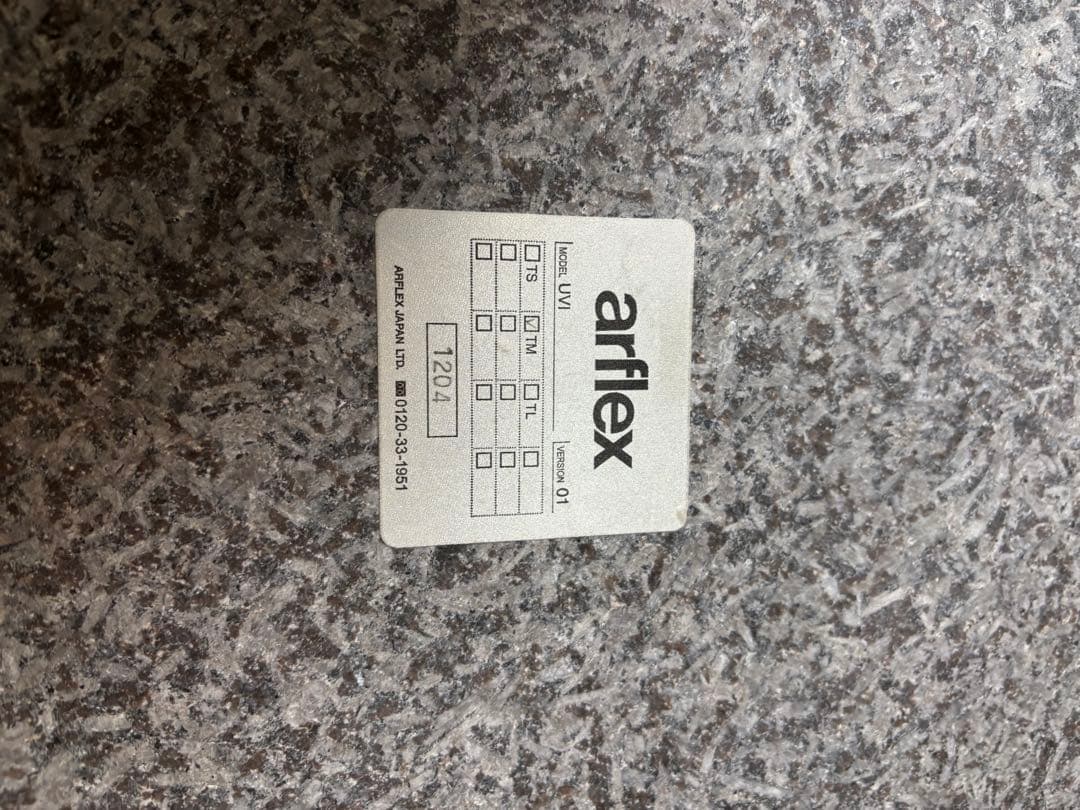 arflex
MODEL UVI VERSION 01
☐ TS ☑ TM ☐ TL ☐
☐ ☐ ☐ ☐
☐ ☐ ☐ ☐
1204
ARFLEX JAPAN LTD. 0120-33-1951